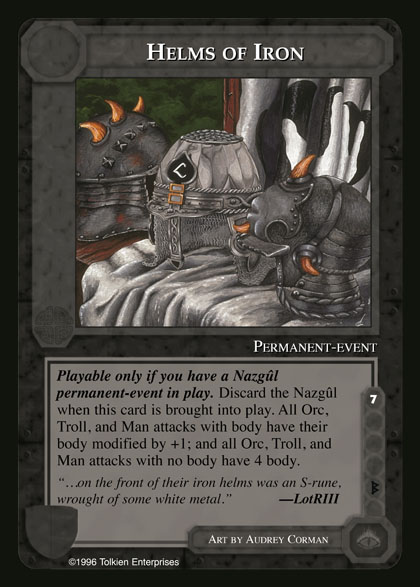 HELMS OF IRON
PERMANENT-EVENT
Playable only if you have a Nazgûl
permanent-event in play. Discard the Nazgûl
when this card is brought into play. All Orc,
Troll, and Man attacks with body have their
body modified by +1; and all Orc, Troll, and
Man attacks with no body have 4 body.
“…on the front of their iron helms was an S-rune,
wrought of some white metal.” —LotRIII
7
ART BY AUDREY CORMAN
©1996 Tolkien Enterprises